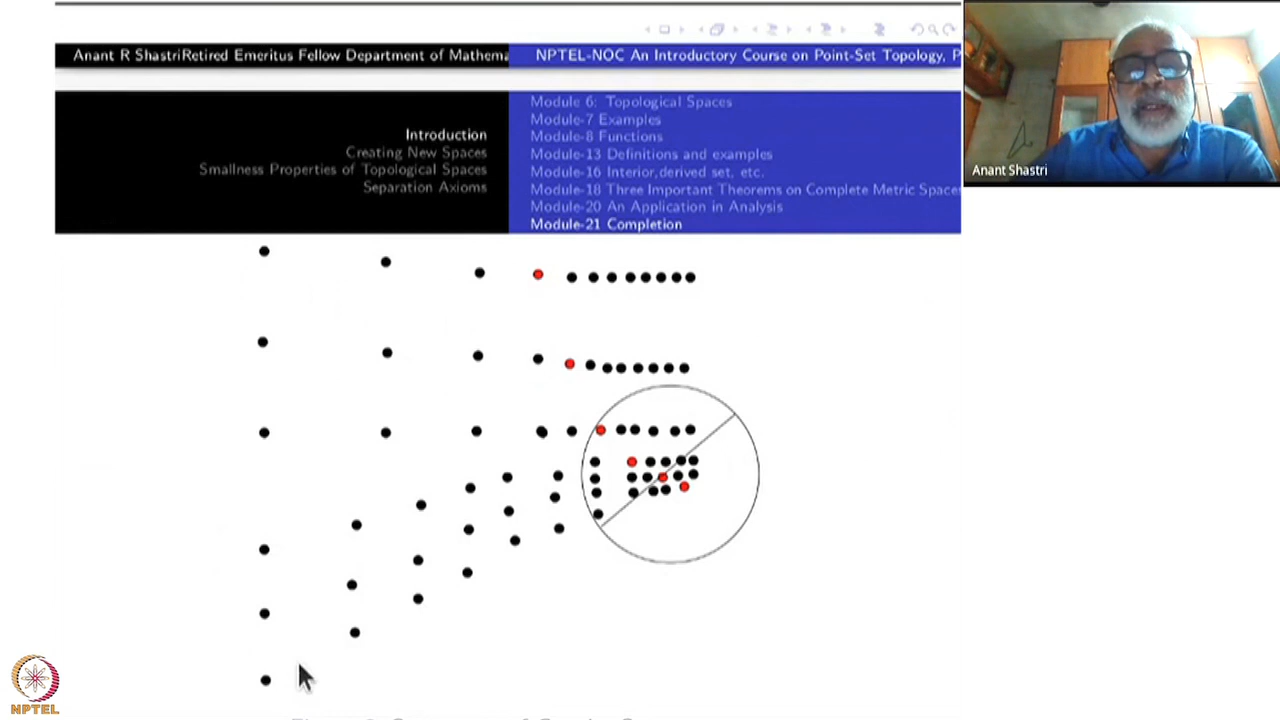 Anant R ShastriRetired Emeritus Fellow Department of Mathema
NPTEL-NOC An Introductory Course on Point-Set Topology, P
Introduction
Creating New Spaces
Smallness Properties of Topological Spaces
Separation Axioms
Module 6: Topological Spaces
Module-7 Examples
Module-8 Functions
Module-13 Definitions and examples
Module-16 Interior,derived set, etc.
Module-18 Three Important Theorems on Complete Metric Space
Module-20 An Application in Analysis
Module-21 Completion
Anant Shastri
NPTEL